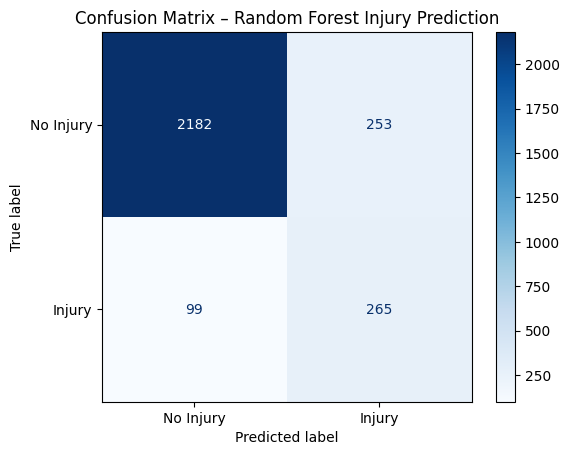 Confusion Matrix – Random Forest Injury Prediction
True label
No Injury
Injury
2182
253
99
265
No Injury
Injury
Predicted label
2000
1750
1500
1250
1000
750
500
250